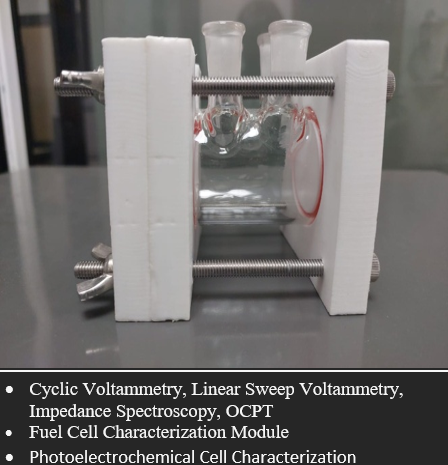 • Cyclic Voltammetry, Linear Sweep Voltammetry,
Impedance Spectroscopy, OCPT
• Fuel Cell Characterization Module
• Photoelectrochemical Cell Characterization